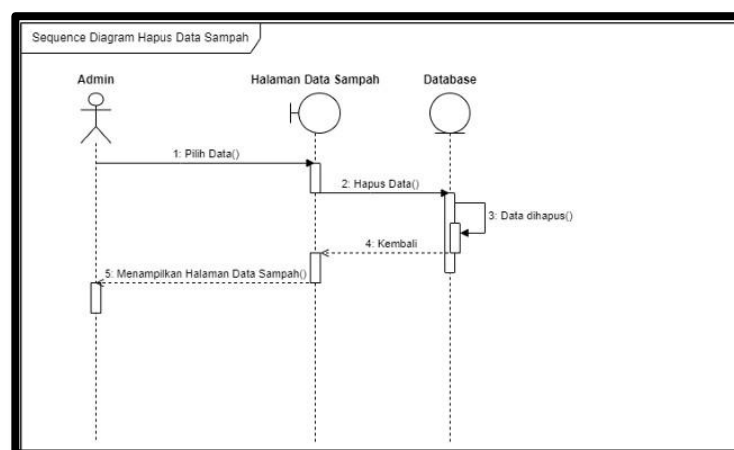 Sequence Diagram Hapus Data Sampah
Admin
Halaman Data Sampah
Database
1: Pilih Data()
2: Hapus Data()
3: Data dihapus()
4: Kembali
5: Menampilkan Halaman Data Sampah()